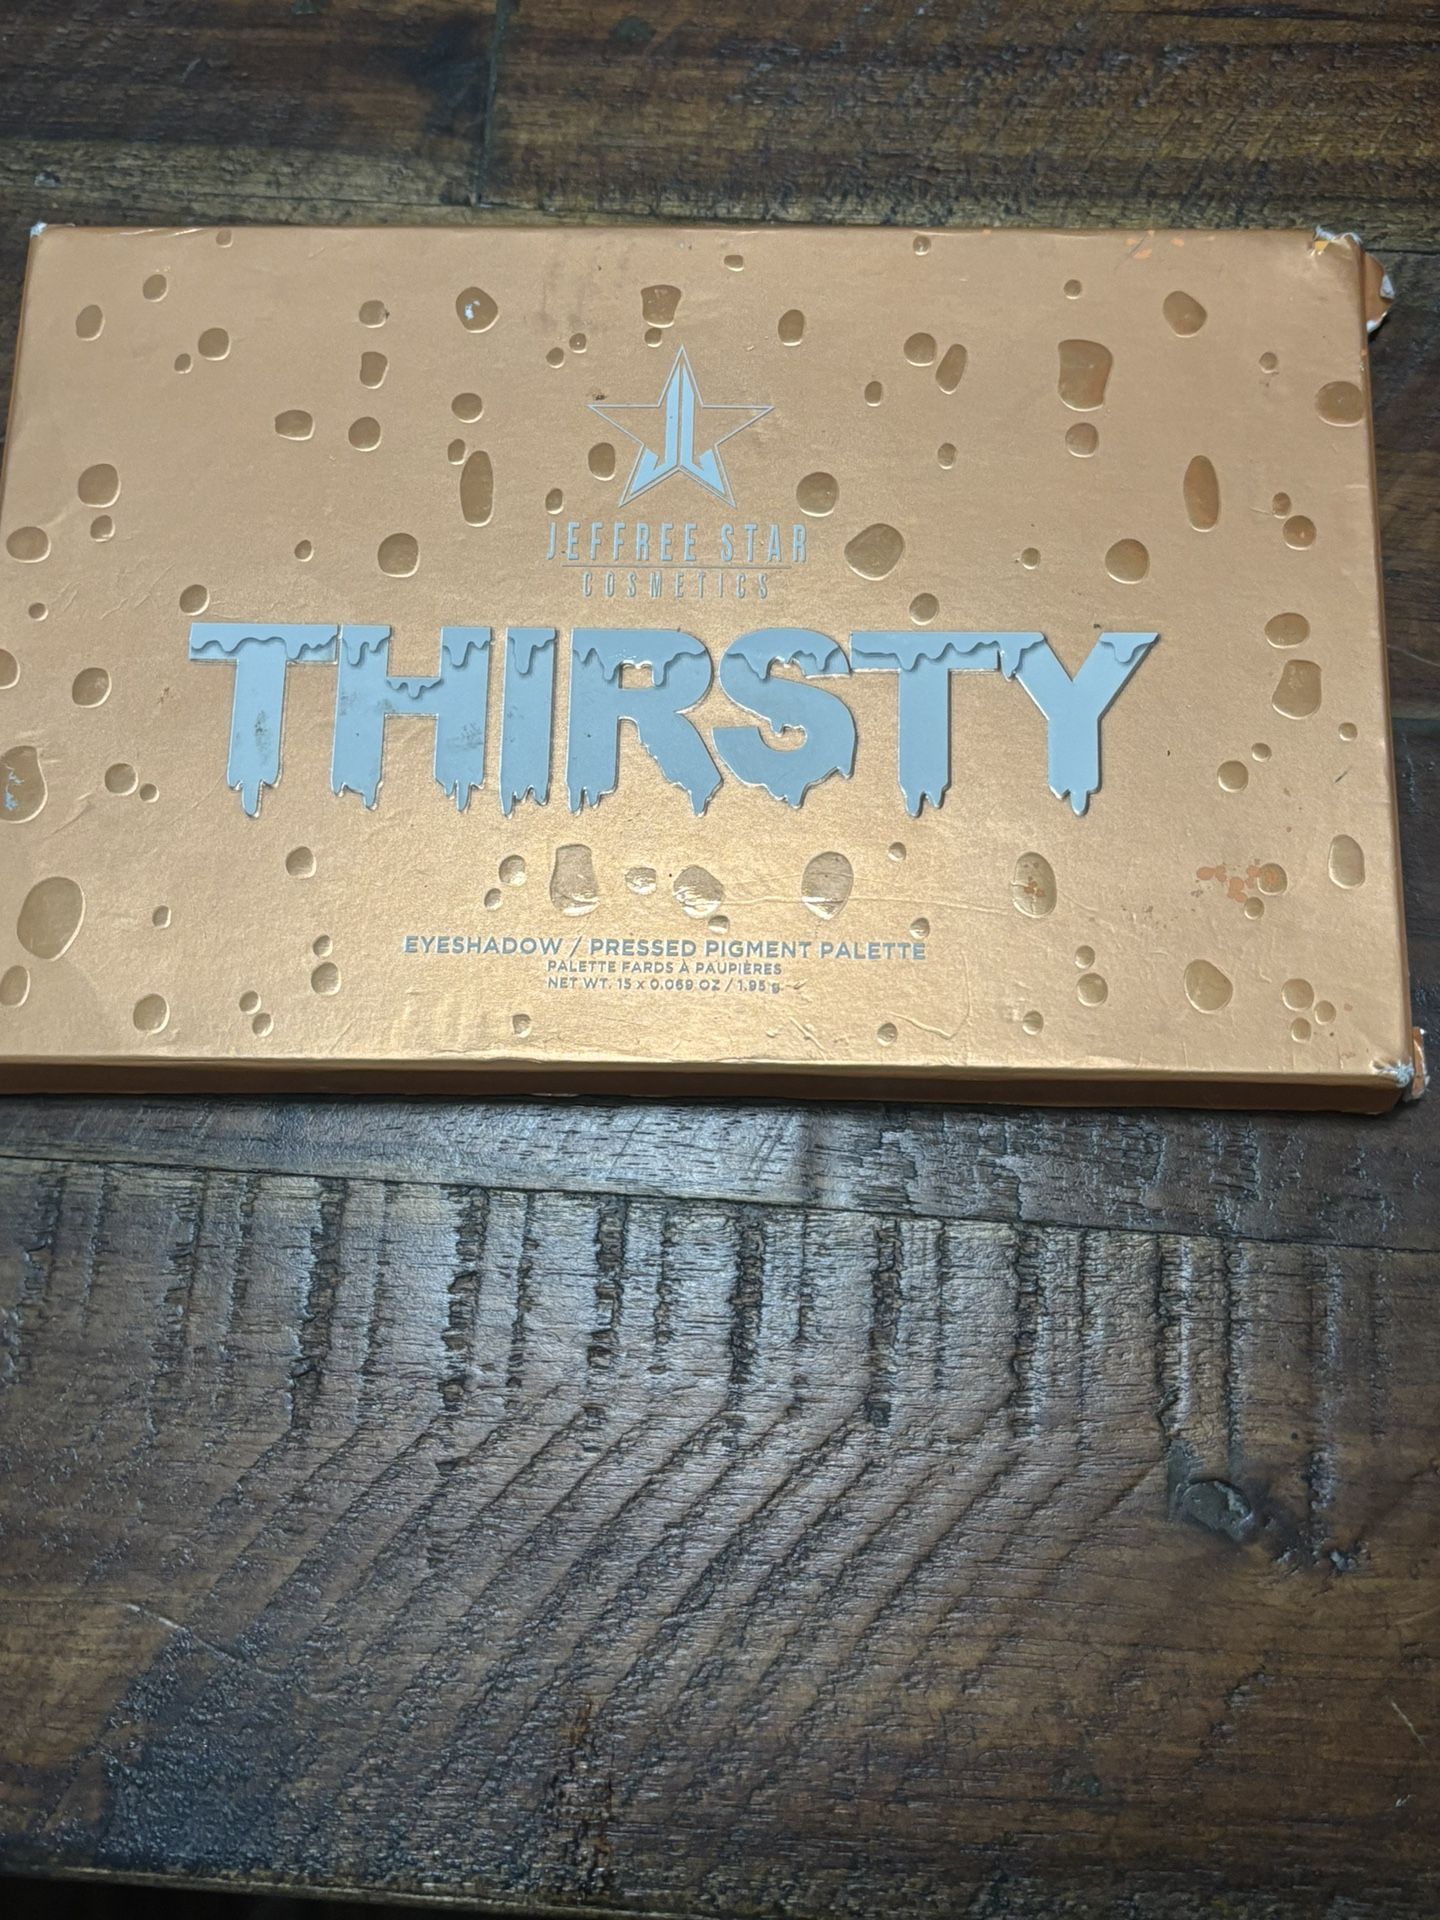 JEFFREE STAR
COSMETICS
THIRSTY
EYESHADOW / PRESSED PIGMENT PALETTE
PALETTE FARDS À PAUPIÈRES
NET WT. 15 x 0.069 OZ / 1.95 g